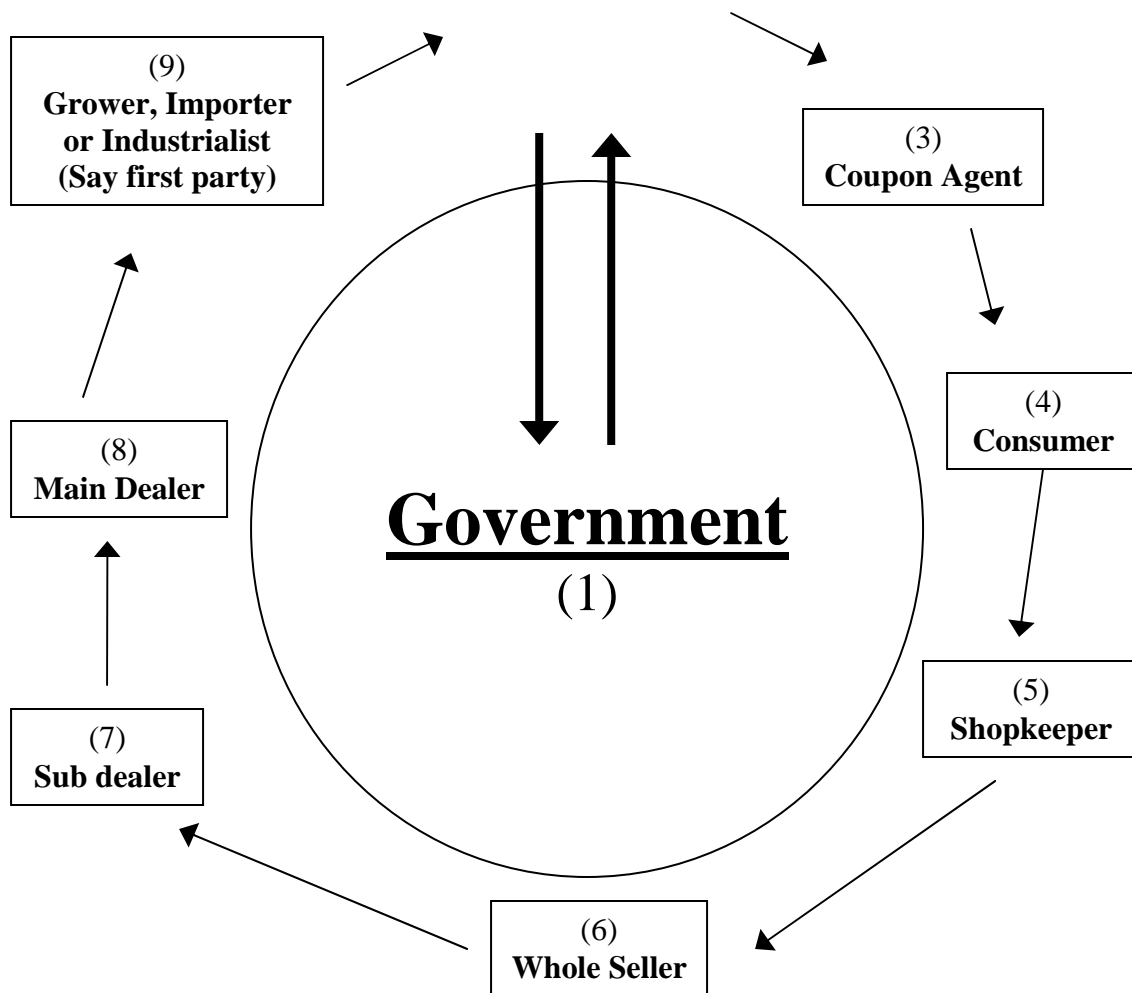 (9)
Grower, Importer
or Industrialist
(Say first party)
(3)
Coupon Agent
(4)
Consumer
(8)
Main Dealer
Government
(1)
(5)
Shopkeeper
(7)
Sub dealer
(6)
Whole Seller